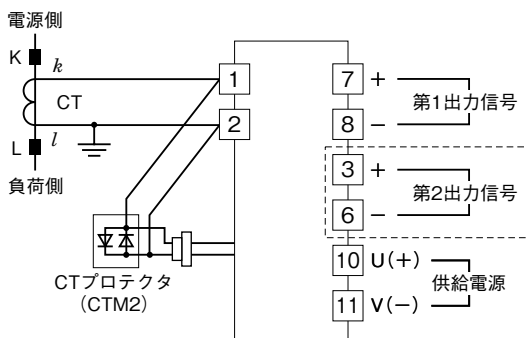 電源側
K
k
CT
l
L
負荷側
CTプロテクタ
(CTM2)
1
2
7 +
8 −
第1出力信号
3 +
6 −
第2出力信号
10 U(+)
11 V(−)
供給電源